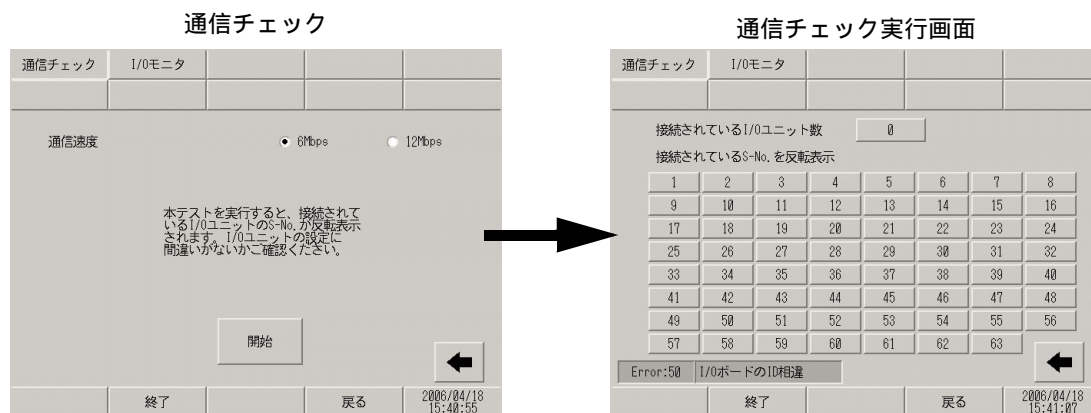 通信チェック
通信チェック I/Oモニタ
通信速度 6Mbps 12Mbps
本テストを実行すると、接続されて
いるI/OユニットのS-No.が反転表示
されます。I/Oユニットの設定に
間違いがないかご確認ください。
開始
終了 戻る 2006/04/18
15:40:55
通信チェック実行画面
通信チェック I/Oモニタ
接続されているI/Oユニット数 0
接続されているS-No.を反転表示
1 2 3 4 5 6 7 8
9 10 11 12 13 14 15 16
17 18 19 20 21 22 23 24
25 26 27 28 29 30 31 32
33 34 35 36 37 38 39 40
41 42 43 44 45 46 47 48
49 50 51 52 53 54 55 56
57 58 59 60 61 62 63
Error:50 I/OボードのID相違
終了 戻る 2006/04/18
15:41:07